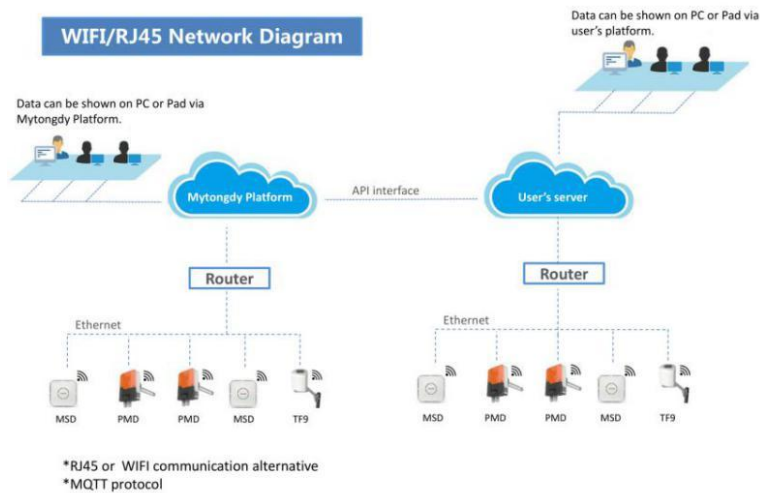 WIFI/RJ45 Network Diagram
Data can be shown on PC or Pad via
user's platform.
Data can be shown on PC or Pad via
Mytongdy Platform.
Mytongdy Platform
API interface
User's server
Router
Router
Ethernet
Ethernet
MSD
PMD
PMD
MSD
TF9
MSD
PMD
PMD
MSD
TF9
*RJ45 or WIFI communication alternative
*MQTT protocol